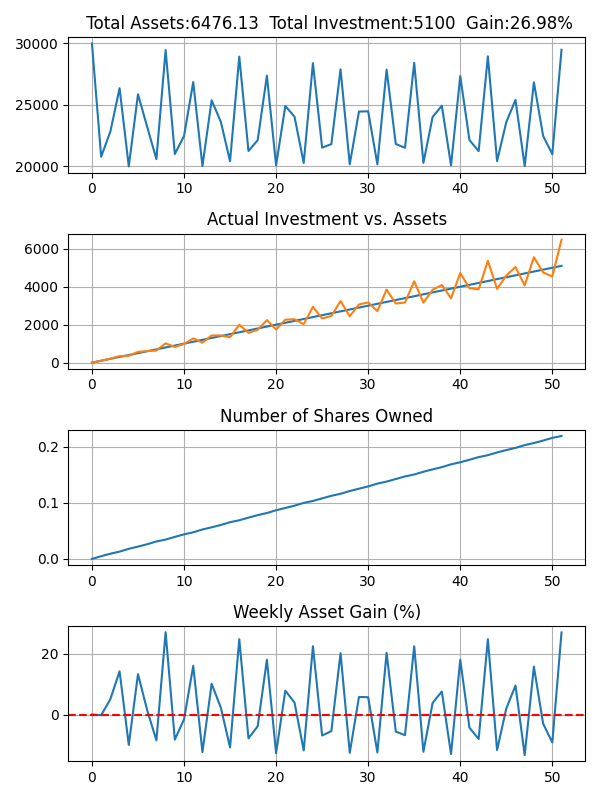 Total Assets:6476.13 Total Investment:5100 Gain:26.98%
30000
25000
20000
0 10 20 30 40 50
Actual Investment vs. Assets
6000
4000
2000
0
0 10 20 30 40 50
Number of Shares Owned
0.2
0.1
0.0
0 10 20 30 40 50
Weekly Asset Gain (%)
20
0
0 10 20 30 40 50